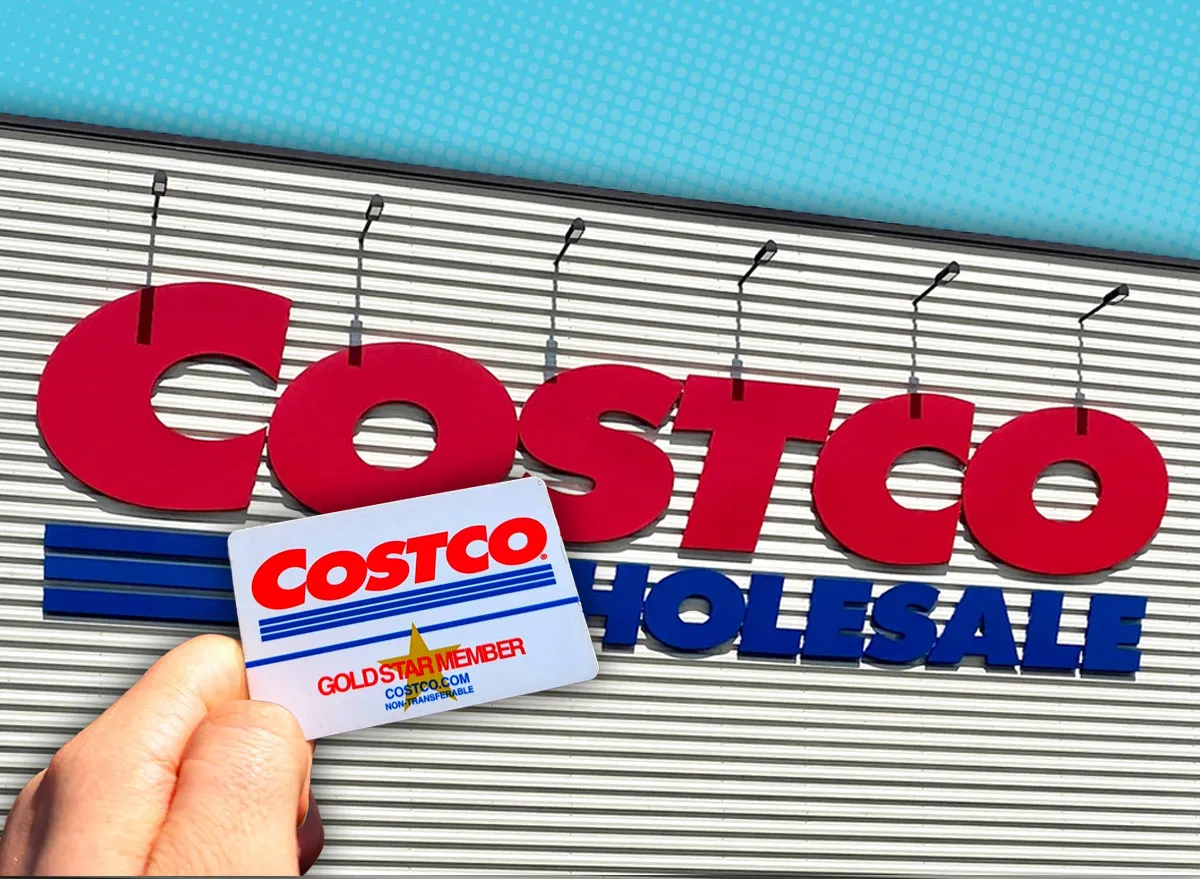 COSTCO
HOLESALE
COSTCO®
GOLD STAR MEMBER
COSTCO.COM
NON-TRANSFERABLE